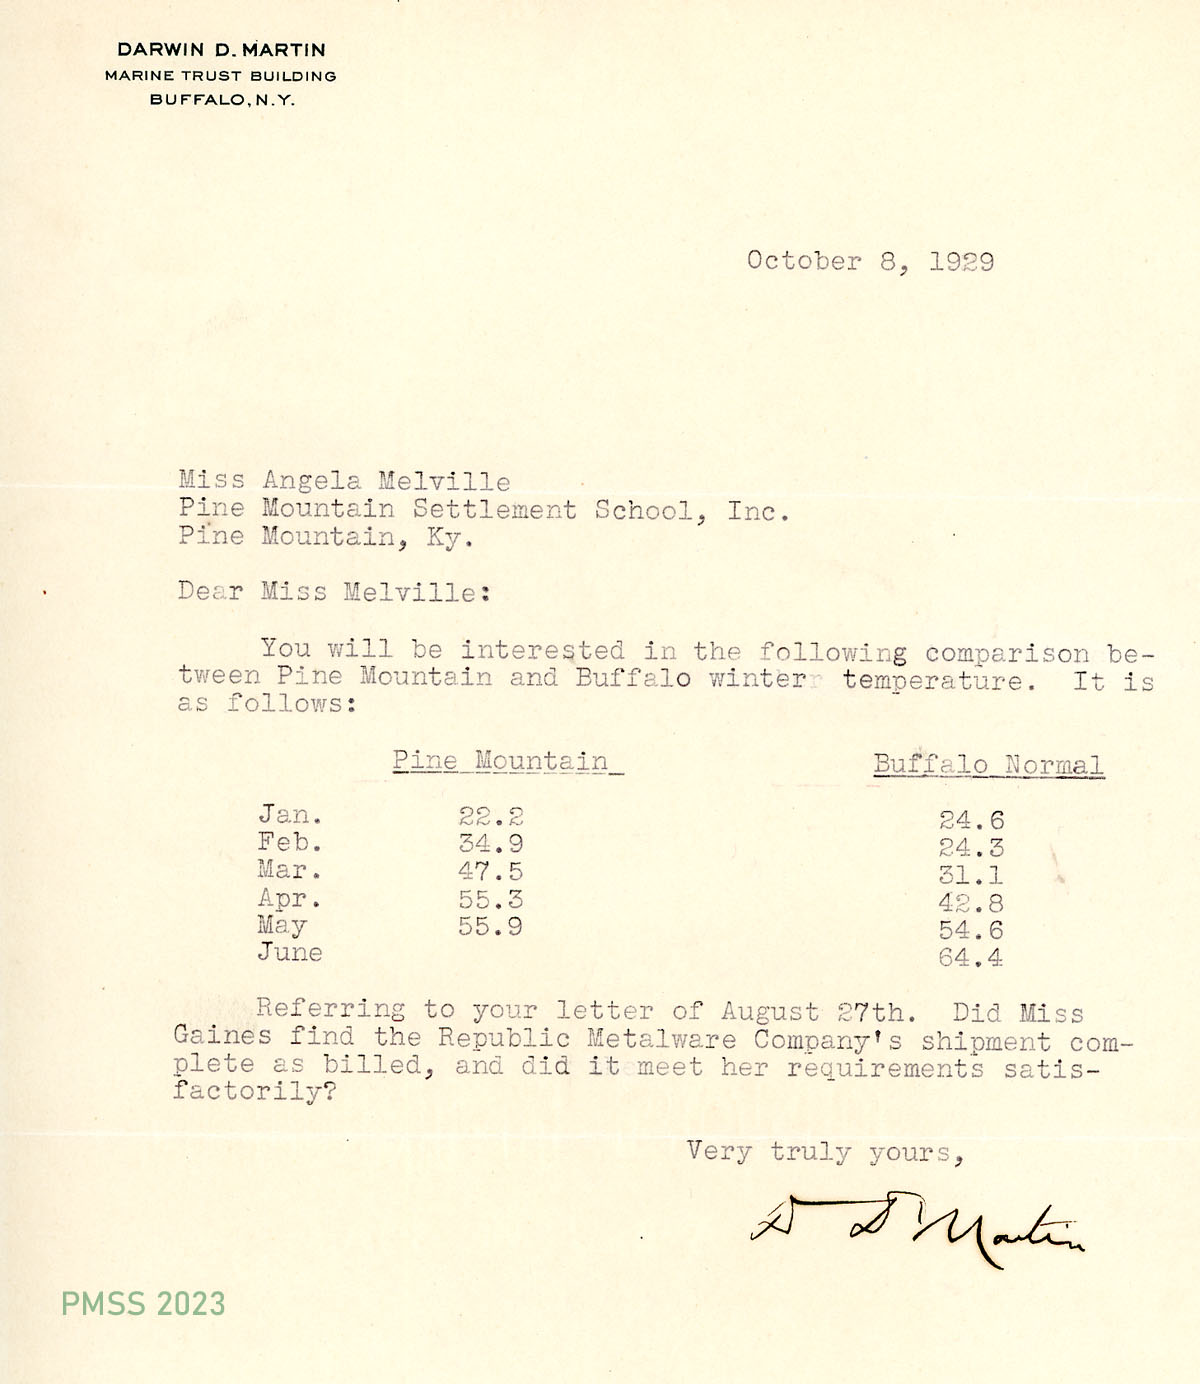 DARWIN D. MARTIN
MARINE TRUST BUILDING
BUFFALO, N.Y.
October 8, 1929
Miss Angela Melville
Pine Mountain Settlement School, Inc.
Pine Mountain, Ky.
Dear Miss Melville:
You will be interested in the following comparison be-
tween Pine Mountain and Buffalo winter temperature. It is
as follows:
Pine Mountain Buffalo Normal
Jan. 22.2 24.6
Feb. 34.9 24.3
Mar. 47.5 31.1
Apr. 55.3 42.8
May 55.9 54.6
June 64.4
Referring to your letter of August 27th. Did Miss
Gaines find the Republic Metalware Company's shipment com-
plete as billed, and did it meet her requirements satis-
factorily?
Very truly yours,
D D Martin
PMSS 2023